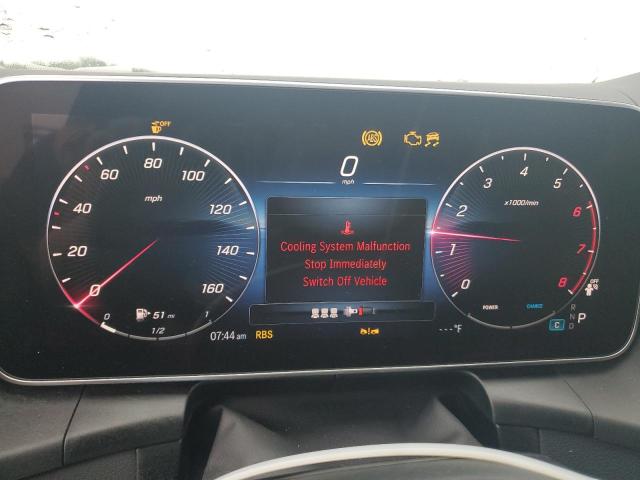 OFF
ABS
80
60
100
mph
40
120
20
140
0
160
0
mph
Cooling System Malfunction
Stop Immediately
Switch Off Vehicle
4
3
5
x1000/min
2
6
1
7
0
8
POWER
CHARGE
OFF
R
N
D
P
C
51 mi
0
1/2
1
07:44 am
RBS
---°F